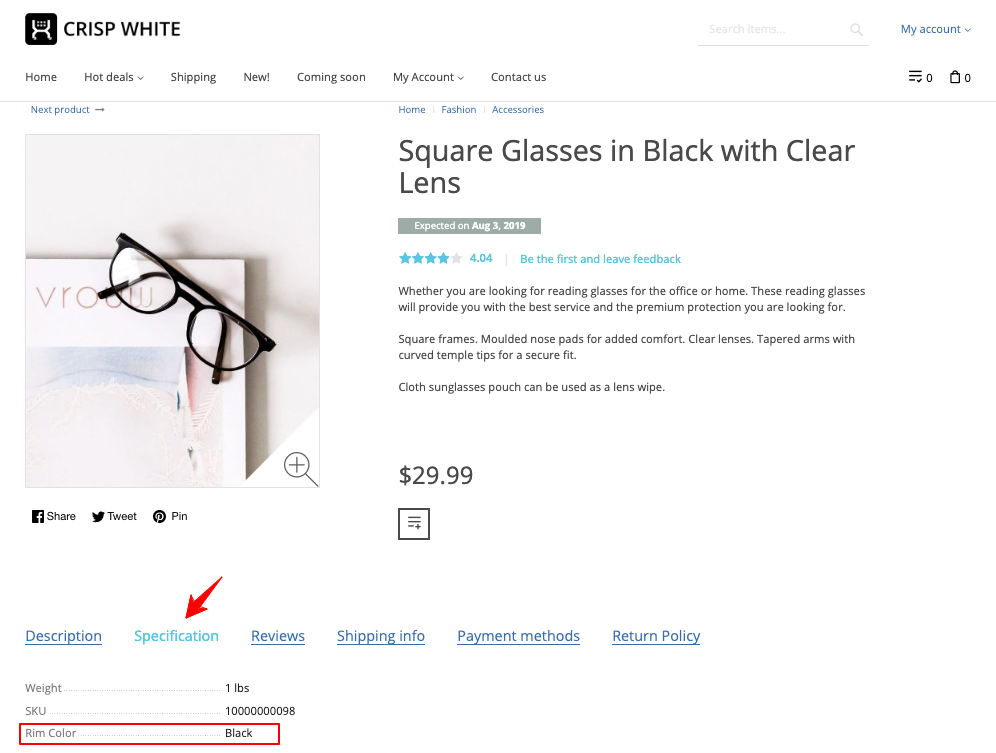 CRISP WHITE
Search items...
My account
Home
Hot deals
Shipping
New!
Coming soon
My Account
Contact us
0
0
Next product
Home
Fashion
Accessories
Square Glasses in Black with Clear
Lens
Expected on Aug 3, 2019
4.04
Be the first and leave feedback
Whether you are looking for reading glasses for the office or home. These reading glasses
will provide you with the best service and the premium protection you are looking for.
Square frames. Moulded nose pads for added comfort. Clear lenses. Tapered arms with
curved temple tips for a secure fit.
Cloth sunglasses pouch can be used as a lens wipe.
vrouw
$29.99
Share
Tweet
Pin
Description
Specification
Reviews
Shipping info
Payment methods
Return Policy
Weight 1 lbs
SKU 10000000098
Rim Color Black